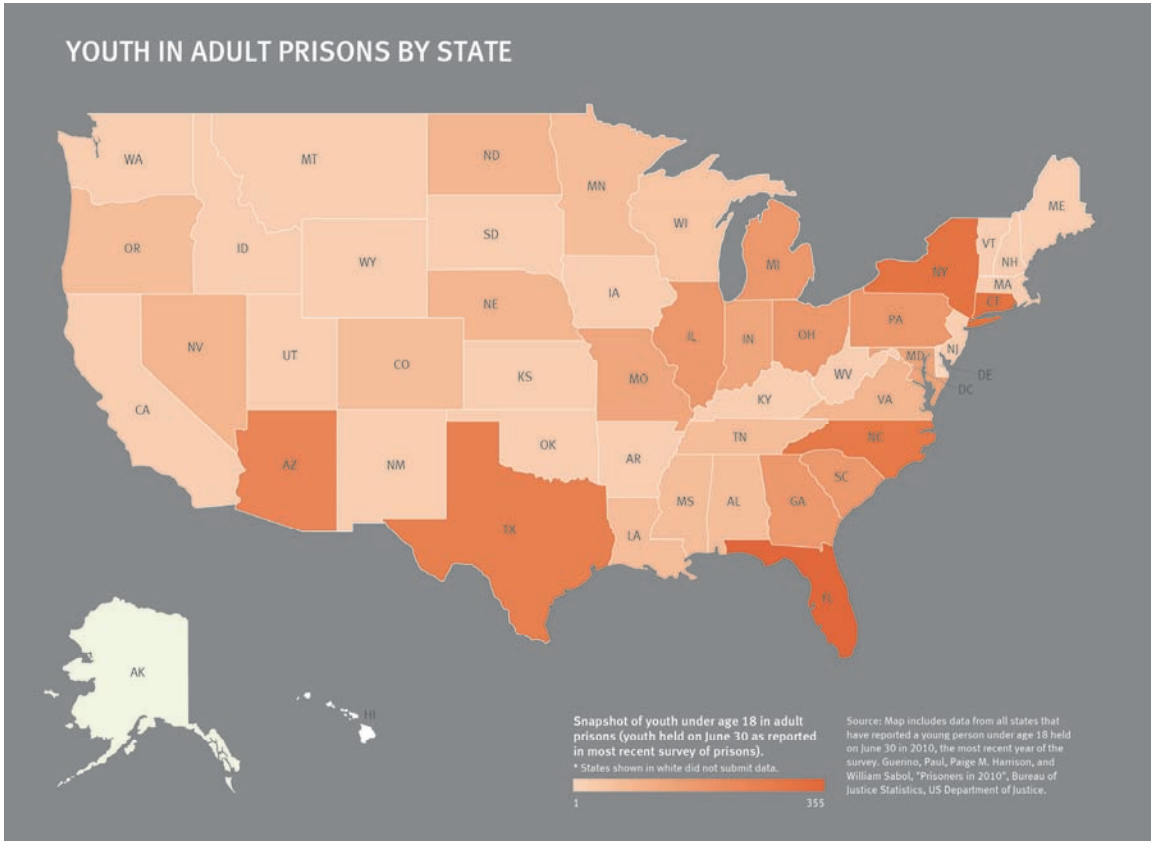 YOUTH IN ADULT PRISONS BY STATE
WA
MT
ND
MN
OR
ID
WY
SD
WI
MI
NY
VT
NH
ME
MA
CT
NV
UT
CO
NE
IA
IL
IN
OH
PA
NJ
MD
DE
DC
CA
KS
MO
KY
WV
VA
AZ
NM
OK
AR
TN
NC
SC
TX
LA
MS
AL
GA
FL
AK
HI
Snapshot of youth under age 18 in adult
prisons (youth held on June 30 as reported
in most recent survey of prisons).
* States shown in white did not submit data.
1
355
Source: Map includes data from all states that
have reported a young person under age 18 held
on June 30 in 2010, the most recent year of the
survey. Guerino, Paul, Paige M. Harrison, and
William Sabol, "Prisoners in 2010", Bureau of
Justice Statistics, US Department of Justice.